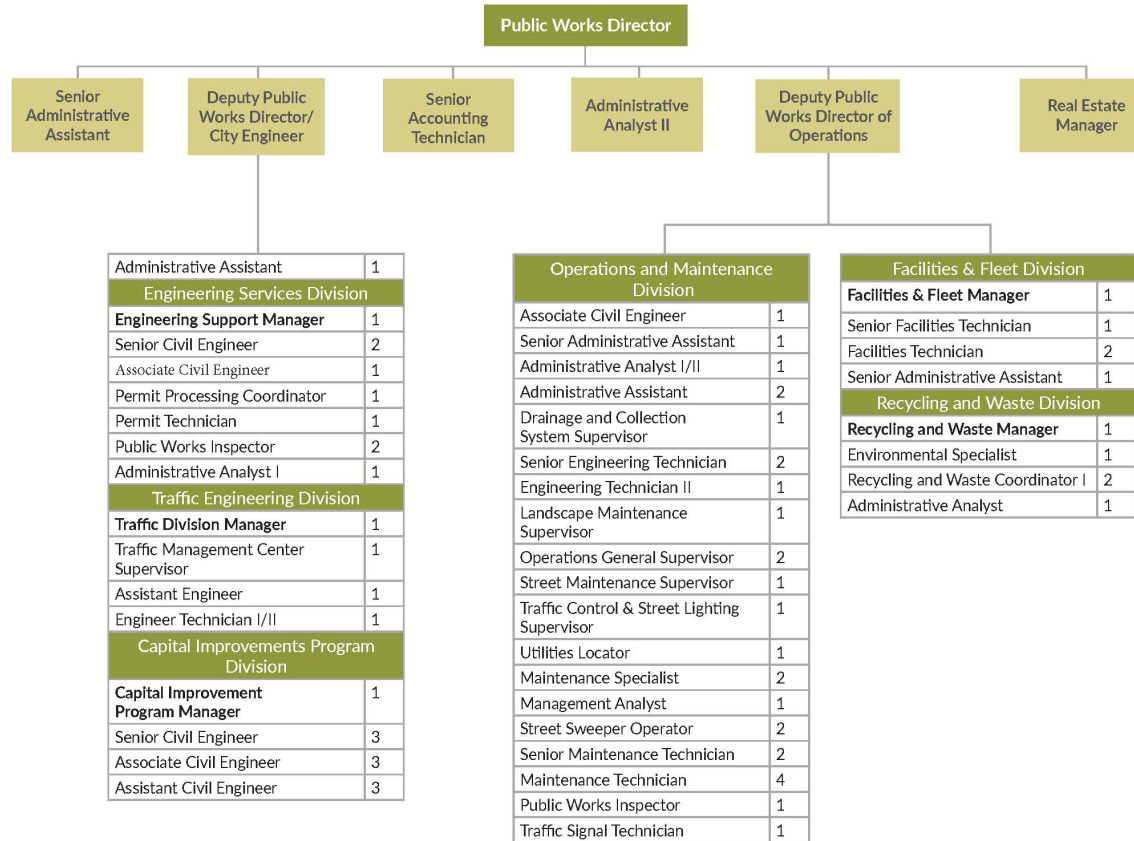 Public Works Director
Senior
Administrative
Assistant
Deputy Public
Works Director/
City Engineer
Senior
Accounting
Technician
Administrative
Analyst II
Deputy Public
Works Director of
Operations
Real Estate
Manager
Administrative Assistant 1
Engineering Services Division
Engineering Support Manager 1
Senior Civil Engineer 2
Associate Civil Engineer 1
Permit Processing Coordinator 1
Permit Technician 1
Public Works Inspector 2
Administrative Analyst I 1
Traffic Engineering Division
Traffic Division Manager 1
Traffic Management Center 1
Supervisor
Assistant Engineer 1
Engineer Technician I/II 1
Capital Improvements Program
Division
Capital Improvement 1
Program Manager
Senior Civil Engineer 3
Associate Civil Engineer 3
Assistant Civil Engineer 3
Operations and Maintenance
Division
Associate Civil Engineer 1
Senior Administrative Assistant 1
Administrative Analyst I/II 1
Administrative Assistant 2
Drainage and Collection 1
System Supervisor
Senior Engineering Technician 2
Engineering Technician II 1
Landscape Maintenance 1
Supervisor
Operations General Supervisor 2
Street Maintenance Supervisor 1
Traffic Control & Street Lighting 1
Supervisor
Utilities Locator 1
Maintenance Specialist 2
Management Analyst 1
Street Sweeper Operator 2
Senior Maintenance Technician 2
Maintenance Technician 4
Public Works Inspector 1
Traffic Signal Technician 1
Facilities & Fleet Division
Facilities & Fleet Manager 1
Senior Facilities Technician 1
Facilities Technician 2
Senior Administrative Assistant 1
Recycling and Waste Division
Recycling and Waste Manager 1
Environmental Specialist 1
Recycling and Waste Coordinator I 2
Administrative Analyst 1